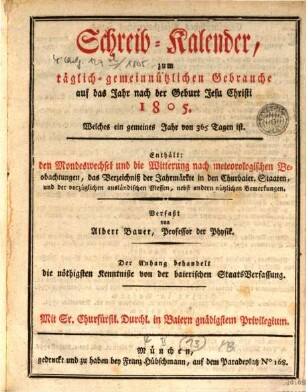 Schreib-Kalender,
zum
täglich-gemeinnützlichen Gebrauche
auf das Jahr nach der Geburt Jesu Christi
1805.
Welches ein gemeines Jahr von 365 Tagen ist.
Enthält:
den Mondeswechsel und die Witterung nach meteorologischen Be-
obachtungen, das Verzeichniß der Jahrmärkte in den Churbaier. Staaten,
und der vorzüglichen ausländischen Messen, nebst andern nützlichen Bemerkungen.
Verfaßt
von
Albert Bauer, Professor der Physik.
Der Anhang behandelt
die nöthigsten Kenntnisse von der baierischen StaatsVerfassung.
Mit Sr. Churfürstl. Durchl. in Baiern gnädigstem Privilegium.
München,
gedruckt und zu haben bey Franz Hübschmann, auf dem Paradeplatz Nº 168.